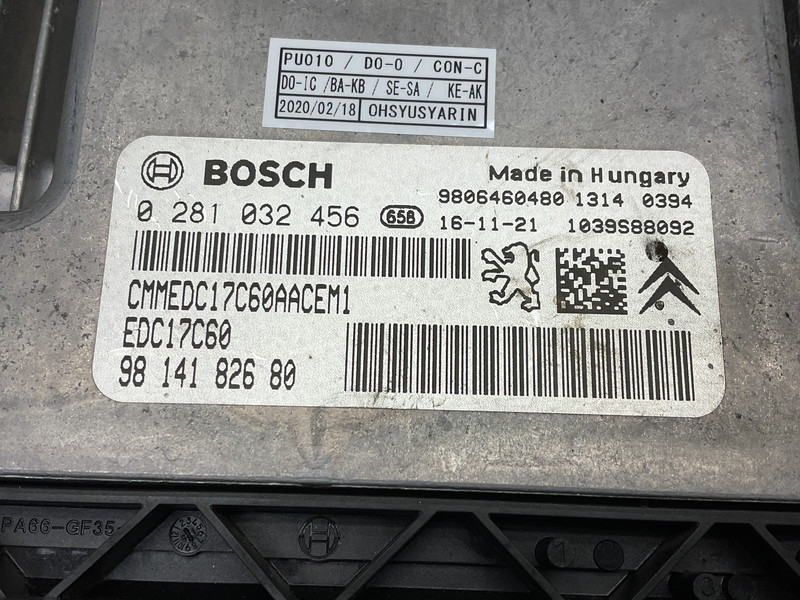 PU010 / DO-O / CON-C
DO-IC /BA-KB / SE-SA / KE-AK
2020/02/18 OHSYUSYARIN
BOSCH
Made in Hungary
9806460480 1314 0394
0 281 032 456 658 16-11-21 1039S88092
CMMEDC17C60AACEM1
EDC17C60
98 141 826 80
PA66-GF35
1
3